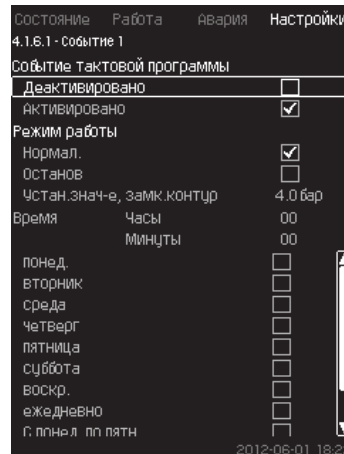 Состояние Работа Авария Настройки
4.1.6.1 - Событие 1
Событие тактовой программы
Деактивировано
Активировано
Режим работы
Нормал.
Останов
Устан.знач-е, замк.контур 4.0 бар
Время Часы 00
Минуты 00
понед.
вторник
среда
четверг
пятница
суббота
воскр.
ежедневно
С понед. по пятн
2012-06-01 18:2